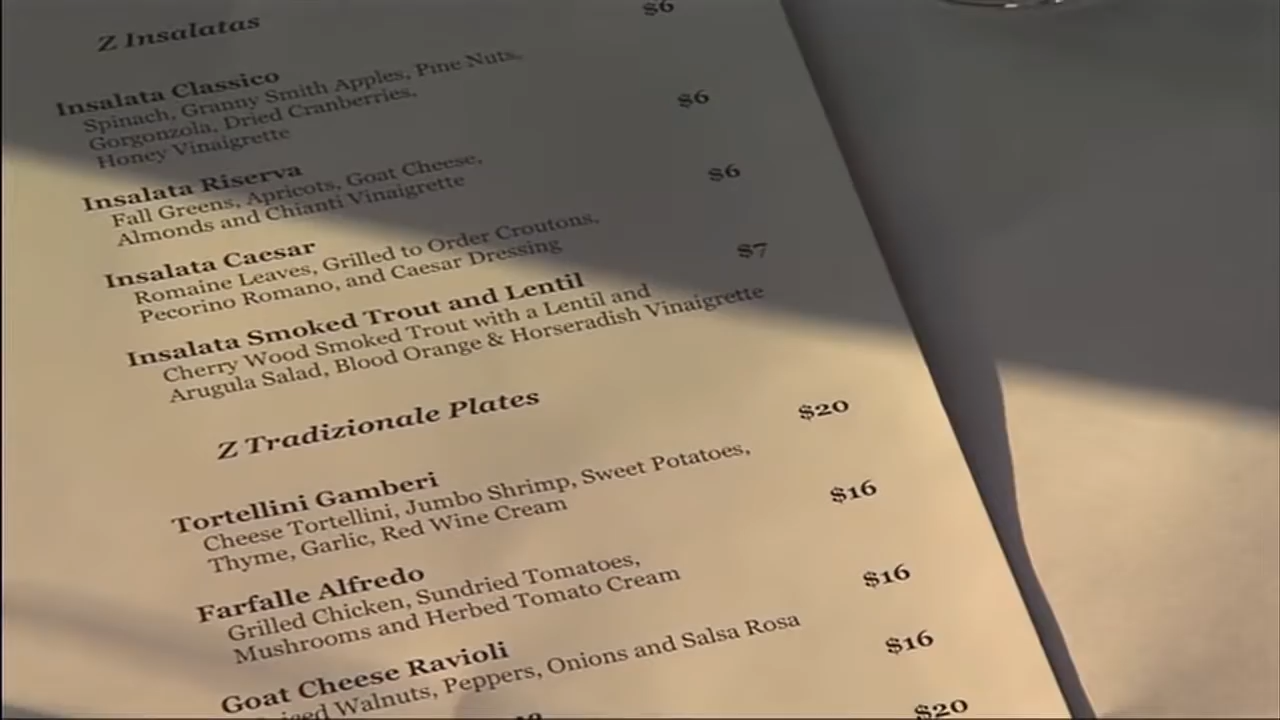 Z Insalatas
Insalata Classico $6
Spinach, Granny Smith Apples, Pine Nuts,
Gorgonzola, Dried Cranberries,
Honey Vinaigrette
Insalata Riserva $6
Fall Greens, Apricots, Goat Cheese,
Almonds and Chianti Vinaigrette
Insalata Caesar $6
Romaine Leaves, Grilled to Order Croutons,
Pecorino Romano, and Caesar Dressing
Insalata Smoked Trout and Lentil $7
Cherry Wood Smoked Trout with a Lentil and
Arugula Salad, Blood Orange & Horseradish Vinaigrette
Z Tradizionale Plates
Tortellini Gamberi $20
Cheese Tortellini, Jumbo Shrimp, Sweet Potatoes,
Thyme, Garlic, Red Wine Cream
Farfalle Alfredo $16
Grilled Chicken, Sundried Tomatoes,
Mushrooms and Herbed Tomato Cream
Goat Cheese Ravioli $16
Walnuts, Peppers, Onions and Salsa Rosa
$16
$20